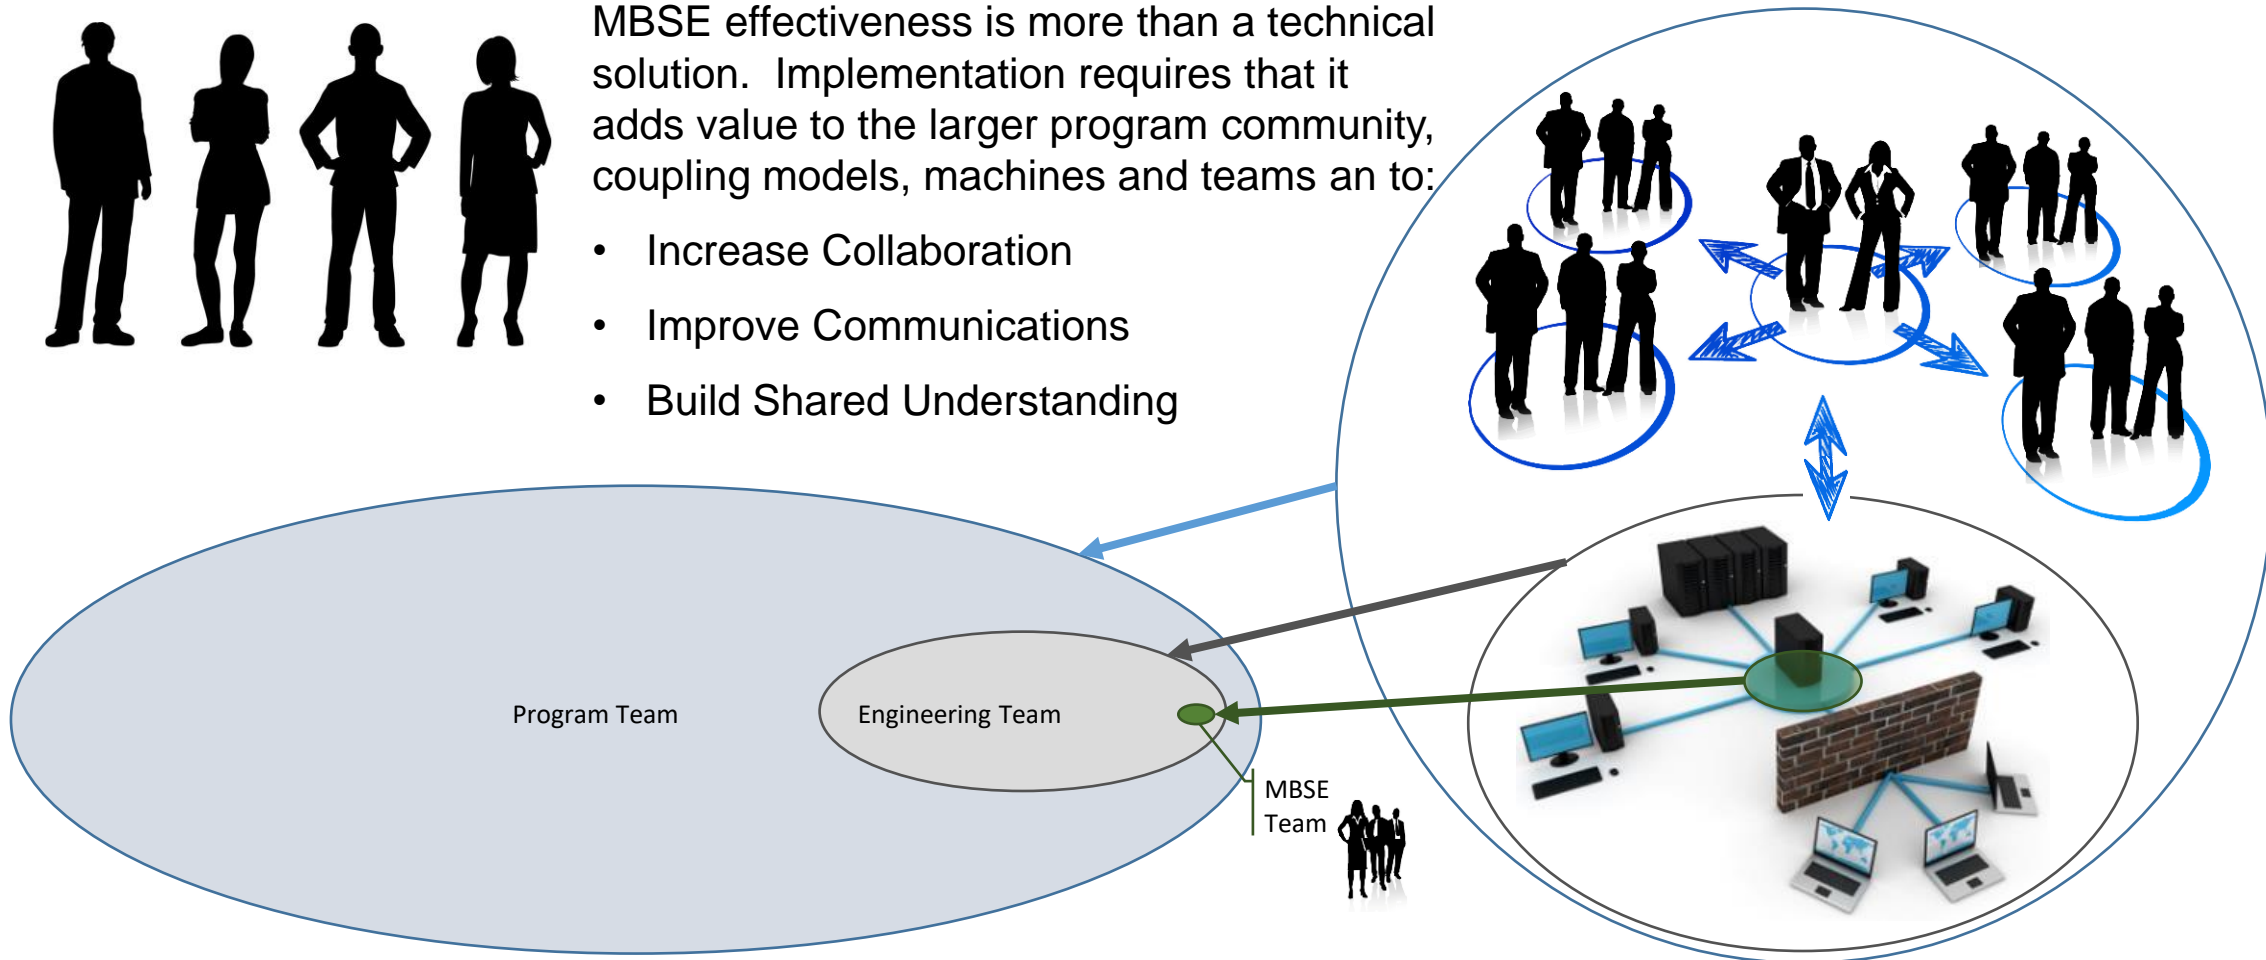 MBSE effectiveness is more than a technical
solution.  Implementation requires that it
adds value to the larger program community,
coupling models, machines and teams an to:
• Increase Collaboration
• Improve Communications
• Build Shared Understanding
Program Team
Engineering Team
MBSE
Team